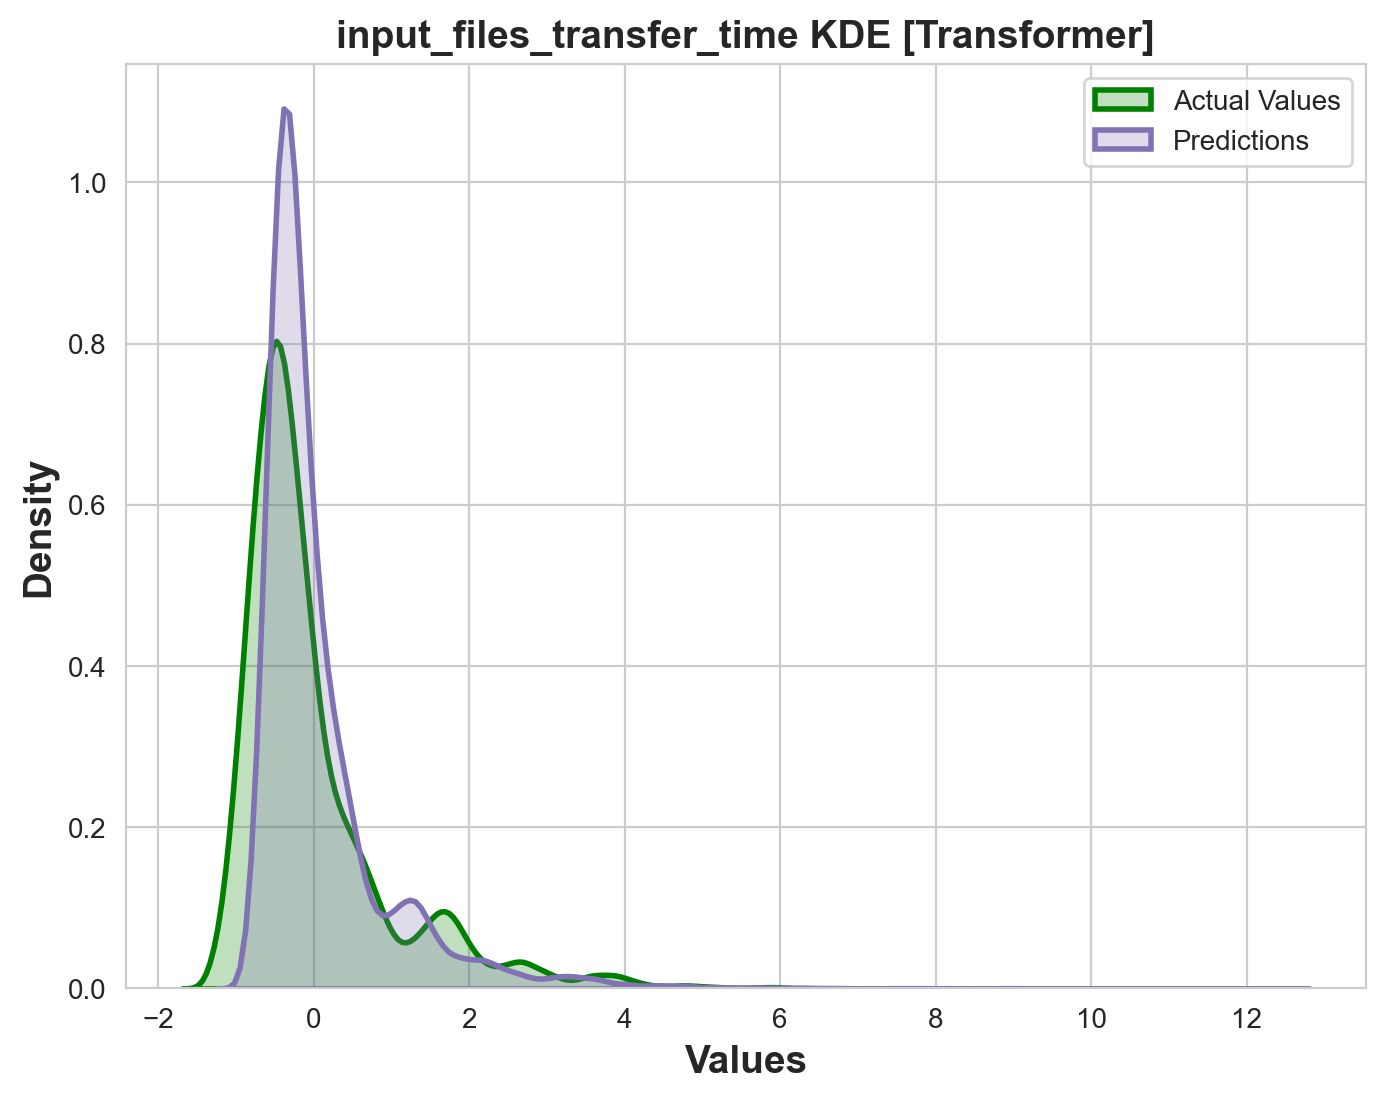 input_files_transfer_time KDE [Transformer]
Actual Values
Predictions
Density
1.0
0.8
0.6
0.4
0.2
0.0
−2 0 2 4 6 8 10 12
Values